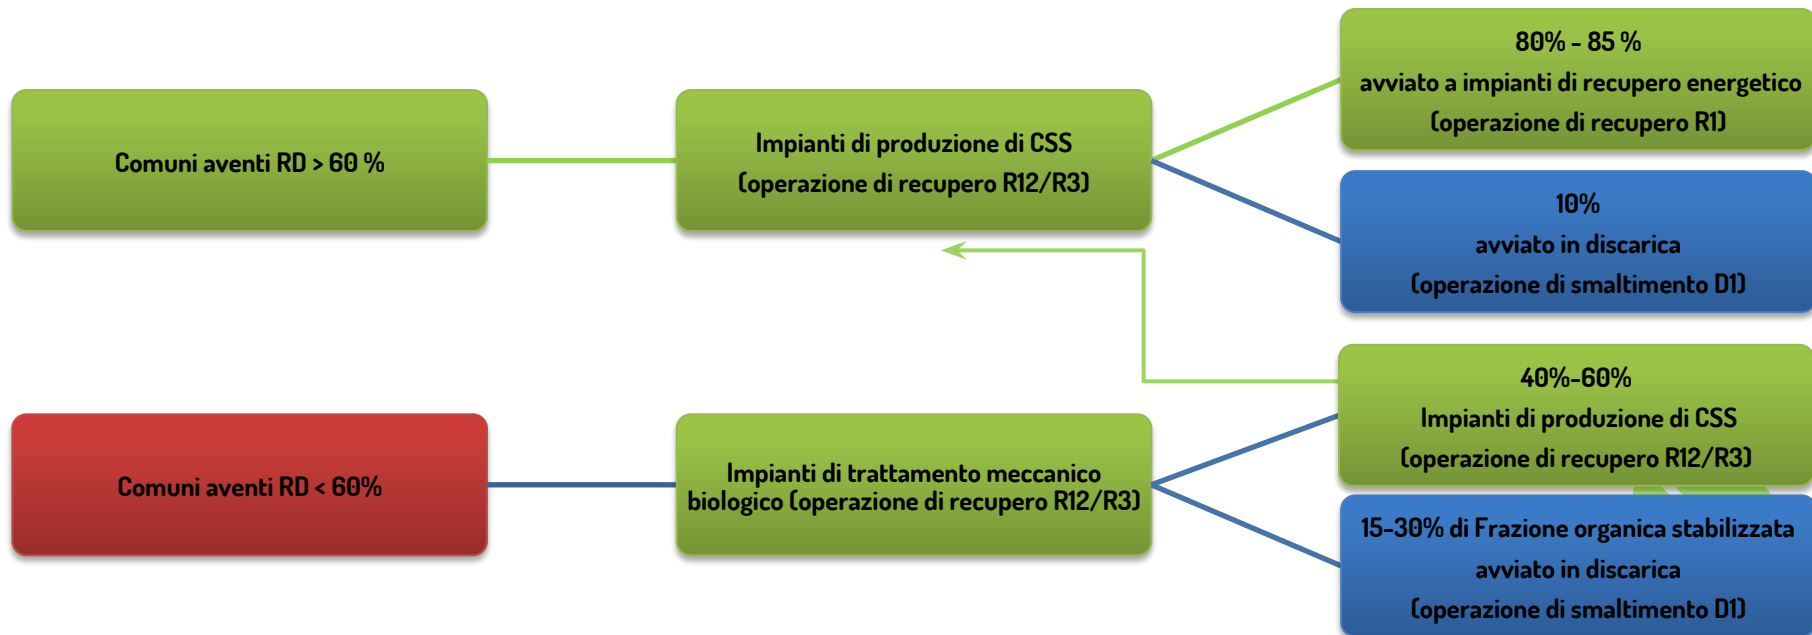 Comuni aventi RD > 60 %
Impianti di produzione di CSS
(operazione di recupero R12/R3)
80% - 85 %
avviato a impianti di recupero energetico
(operazione di recupero R1)
10%
avviato in discarica
(operazione di smaltimento D1)
Comuni aventi RD < 60%
Impianti di trattamento meccanico
biologico (operazione di recupero R12/R3)
40%-60%
Impianti di produzione di CSS
(operazione di recupero R12/R3)
15-30% di Frazione organica stabilizzata
avviato in discarica
(operazione di smaltimento D1)